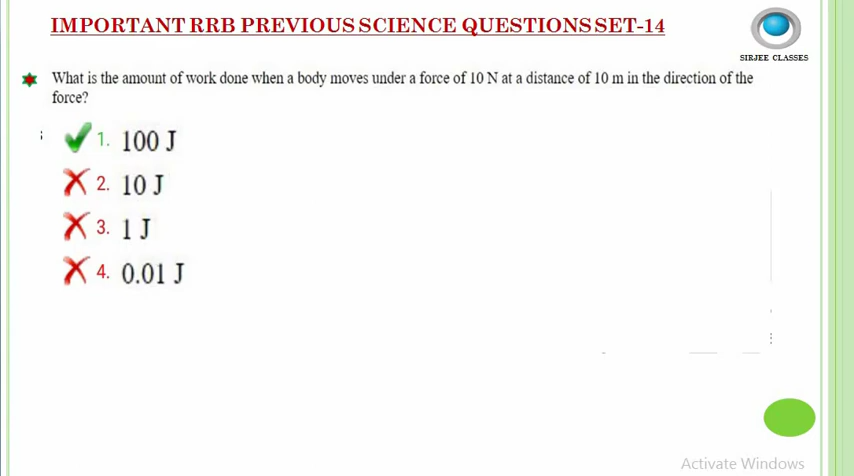 IMPORTANT RRB PREVIOUS SCIENCE QUESTIONS SET-14
SIRJEE CLASSES
What is the amount of work done when a body moves under a force of 10 N at a distance of 10 m in the direction of the
force?
1. 100 J
2. 10 J
3. 1 J
4. 0.01 J
Activate Windows